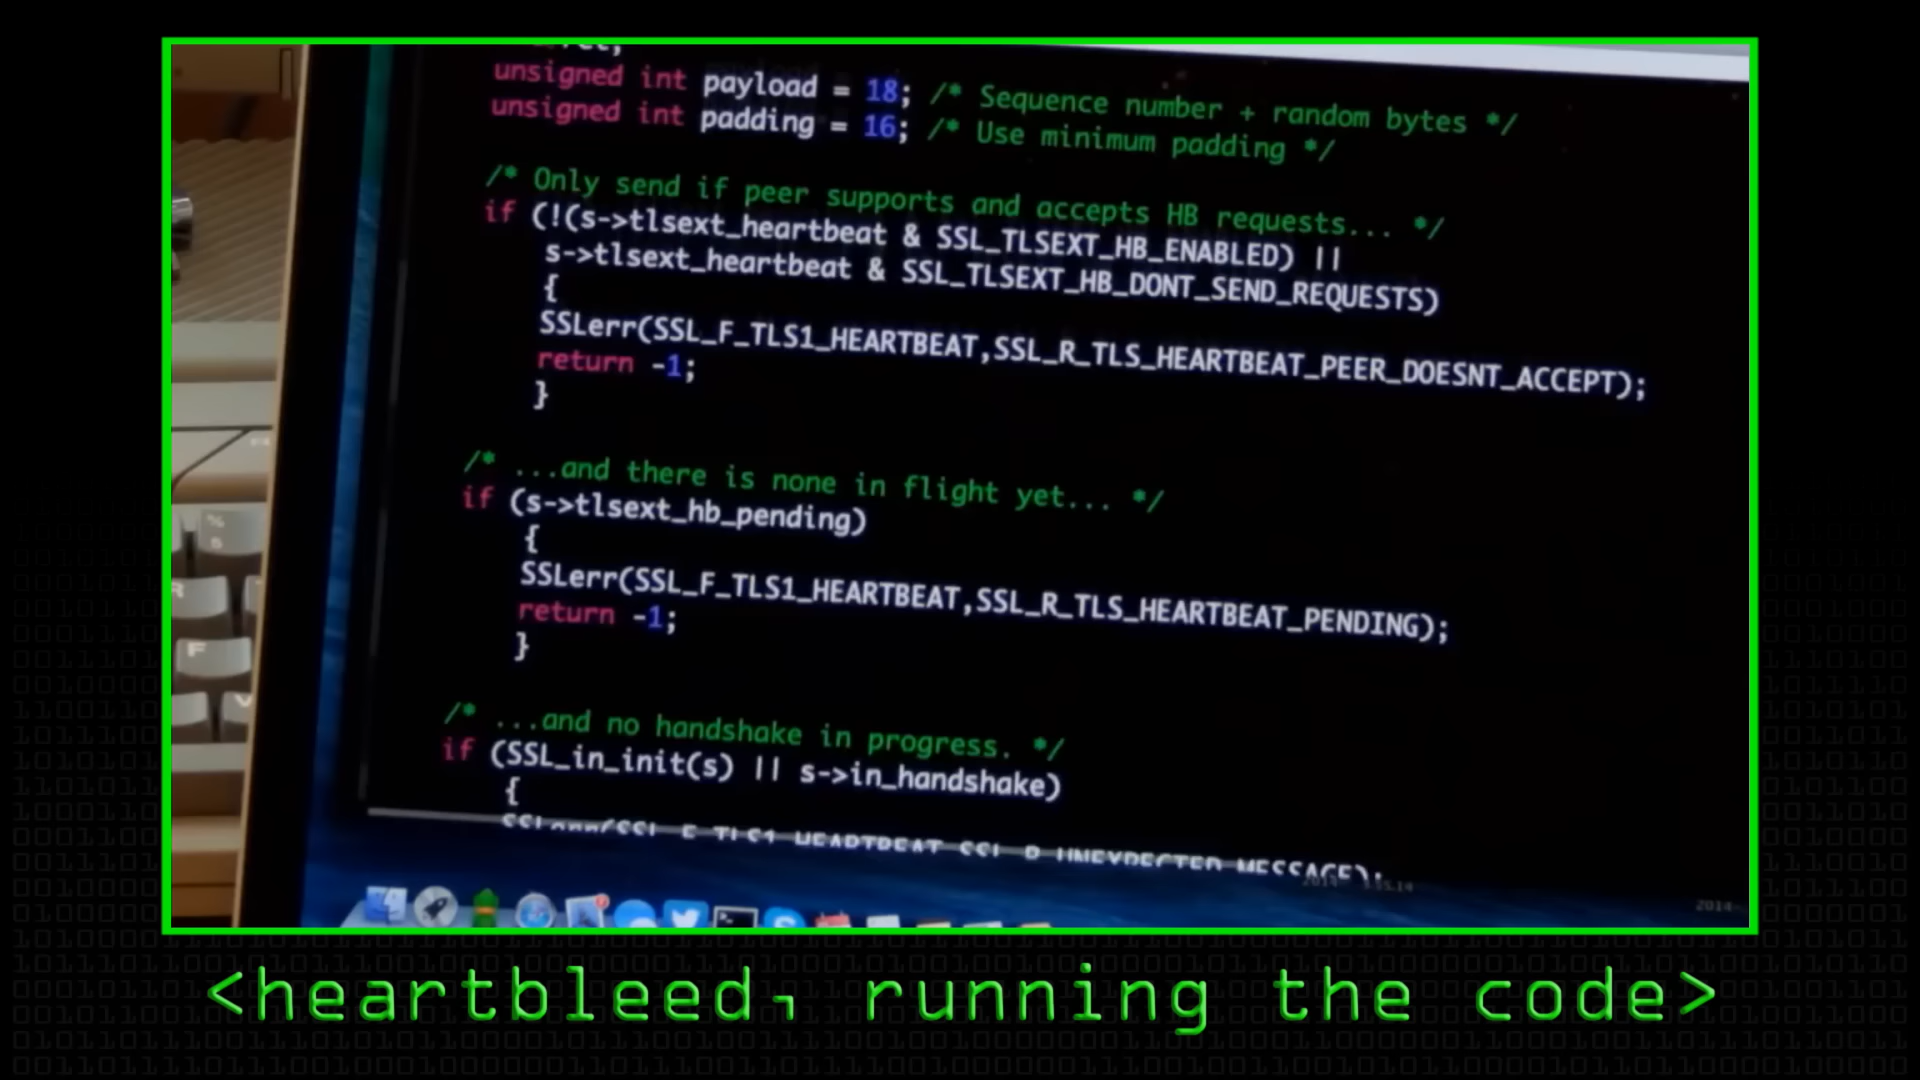 unsigned int payload = 18; /* Sequence number + random bytes */
unsigned int padding = 16; /* Use minimum padding */
/* Only send if peer supports and accepts HB requests... */
if (!(s->tlsext_heartbeat & SSL_TLSEXT_HB_ENABLED) ||
s->tlsext_heartbeat & SSL_TLSEXT_HB_DONT_SEND_REQUESTS)
{
SSLerr(SSL_F_TLS1_HEARTBEAT,SSL_R_TLS_HEARTBEAT_PEER_DOESNT_ACCEPT);
return -1;
}
/* ...and there is none in flight yet... */
if (s->tlsext_hb_pending)
{
SSLerr(SSL_F_TLS1_HEARTBEAT,SSL_R_TLS_HEARTBEAT_PENDING);
return -1;
}
/* ...and no handshake in progress. */
if (SSL_in_init(s) || s->in_handshake)
{
SSLerr(SSL_F_TLS1_HEARTBEAT,SSL_R_UNEXPECTED_MESSAGE);
<heartbleed, running the code>